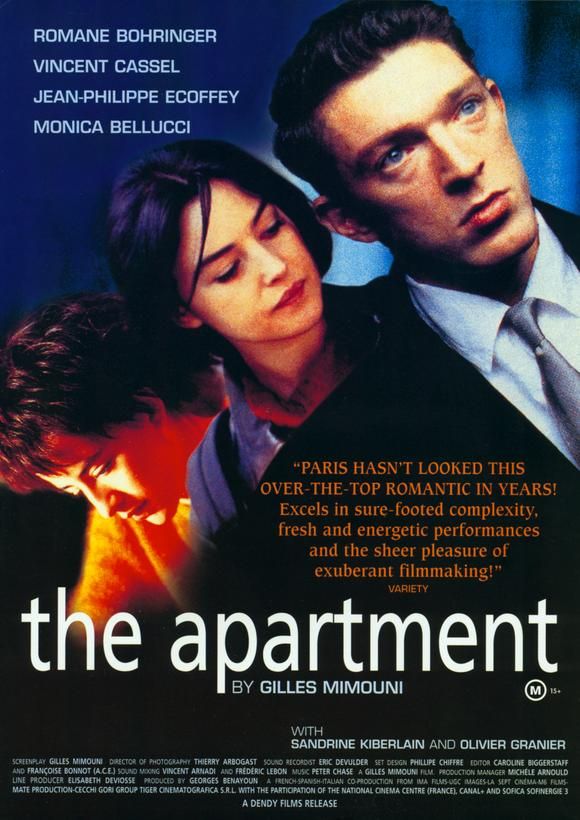 ROMANE BOHRINGER
VINCENT CASSEL
JEAN-PHILIPPE ECOFFEY
MONICA BELLUCCI
“PARIS HASN'T LOOKED THIS
OVER-THE-TOP ROMANTIC IN YEARS!
Excels in sure-footed complexity,
fresh and energetic performances
and the sheer pleasure of
exuberant filmmaking!”
VARIETY
the apartment
BY GILLES MIMOUNI
M 15+
WITH
SANDRINE KIBERLAIN AND OLIVIER GRANIER
SCREENPLAY GILLES MIMOUNI DIRECTOR OF PHOTOGRAPHY THIERRY ARBOGAST SOUND RECORDIST ERIC DEVULDER SET DESIGN PHILLIPE CHIFFRE EDITOR CAROLINE BIGGERSTAFF
AND FRANÇOISE BONNOT (A.C.E.) SOUND MIXING VINCENT ARNADI AND FRÉDÉRIC LEBON MUSIC PETER CHASE A GILLES MIMOUNI FILM. PRODUCTION MANAGER MICHÈLE ARNOULD
LINE PRODUCER ELISABETH DEVIOSSE PRODUCED BY GEORGES BENAYOUN A FRENCH-SPANISH-ITALIAN CO-PRODUCTION FROM IMA FILMS-UGC IMAGES-LA SEPT CINÉMA-M6 FILMS-
MATE PRODUCTION-CECCHI GORI GROUP TIGER CINEMATOGRAFICA S.R.L. WITH THE PARTICIPATION OF THE NATIONAL CINEMA CENTRE (FRANCE), CANAL+ AND SOFICA SOFINERGIE 3
A DENDY FILMS RELEASE